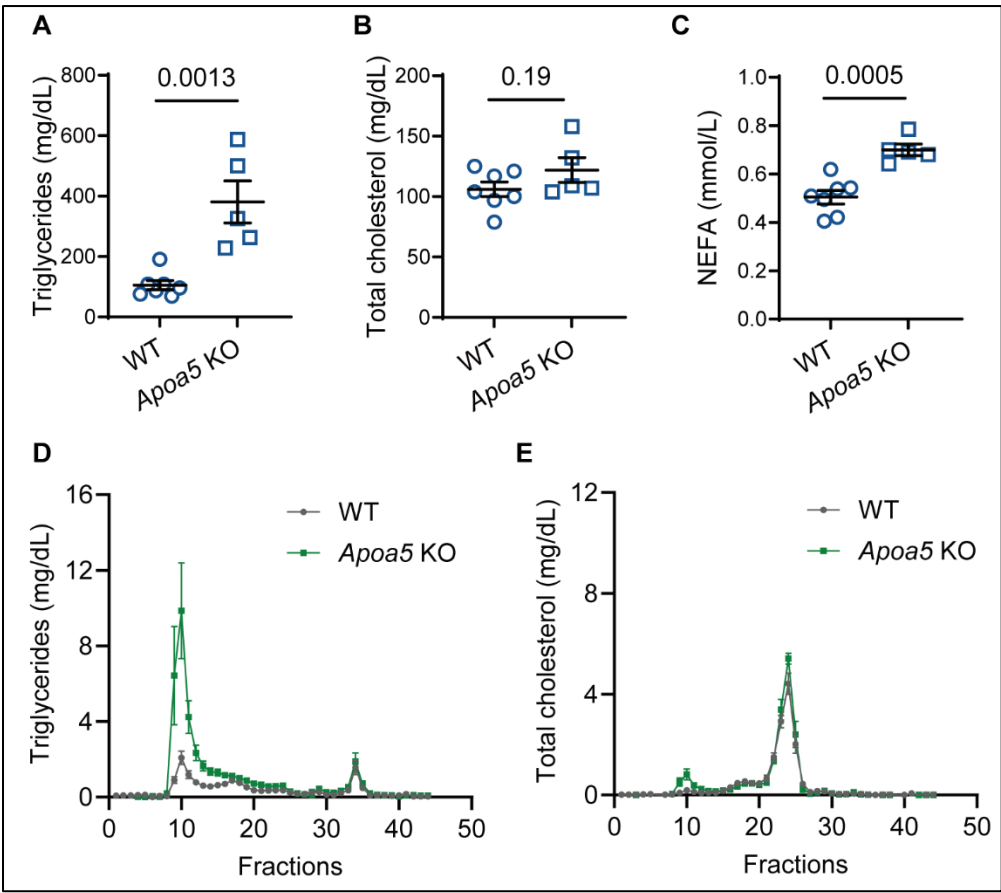 A
B
C
0.0013
0.19
0.0005
Triglycerides (mg/dL)
800
600
400
200
0
WT
Apoa5 KO
Total cholesterol (mg/dL)
200
150
100
50
0
WT
Apoa5 KO
NEFA (mmol/L)
1.0
0.8
0.6
0.4
0.2
0.0
WT
Apoa5 KO
D
E
Triglycerides (mg/dL)
16
12
8
4
0
0 10 20 30 40 50
Fractions
WT
Apoa5 KO
Total cholesterol (mg/dL)
12
8
4
0
0 10 20 30 40 50
Fractions
WT
Apoa5 KO